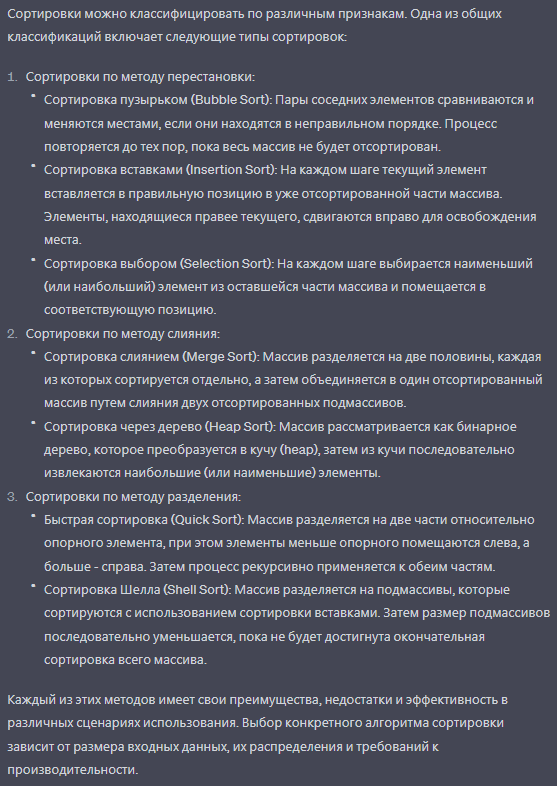 Сортировки можно классифицировать по различным признакам. Одна из общих
классификаций включает следующие типы сортировок:
1. Сортировки по методу перестановки:
• Сортировка пузырьком (Bubble Sort): Пары соседних элементов сравниваются и
меняются местами, если они находятся в неправильном порядке. Процесс
повторяется до тех пор, пока весь массив не будет отсортирован.
• Сортировка вставками (Insertion Sort): На каждом шаге текущий элемент
вставляется в правильную позицию в уже отсортированной части массива.
Элементы, находящиеся правее текущего, сдвигаются вправо для освобождения
места.
• Сортировка выбором (Selection Sort): На каждом шаге выбирается наименьший
(или наибольший) элемент из оставшейся части массива и помещается в
соответствующую позицию.
2. Сортировки по методу слияния:
• Сортировка слиянием (Merge Sort): Массив разделяется на две половины, каждая
из которых сортируется отдельно, а затем объединяется в один отсортированный
массив путем слияния двух отсортированных подмассивов.
• Сортировка через дерево (Heap Sort): Массив рассматривается как бинарное
дерево, которое преобразуется в кучу (heap), затем из кучи последовательно
извлекаются наибольшие (или наименьшие) элементы.
3. Сортировки по методу разделения:
• Быстрая сортировка (Quick Sort): Массив разделяется на две части относительно
опорного элемента, при этом элементы меньше опорного помещаются слева, а
больше - справа. Затем процесс рекурсивно применяется к обеим частям.
• Сортировка Шелла (Shell Sort): Массив разделяется на подмассивы, которые
сортируются с использованием сортировки вставками. Затем размер подмассивов
последовательно уменьшается, пока не будет достигнута окончательная
сортировка всего массива.
Каждый из этих методов имеет свои преимущества, недостатки и эффективность в
различных сценариях использования. Выбор конкретного алгоритма сортировки
зависит от размера входных данных, их распределения и требований к
производительности.